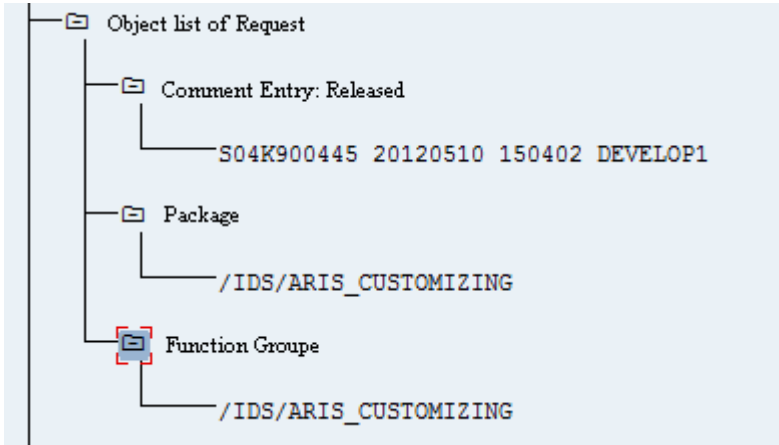 Object list of Request
Comment Entry: Released
S04K900445 20120510 150402 DEVELOP1
Package
/IDS/ARIS_CUSTOMIZING
Function Groupe
/IDS/ARIS_CUSTOMIZING